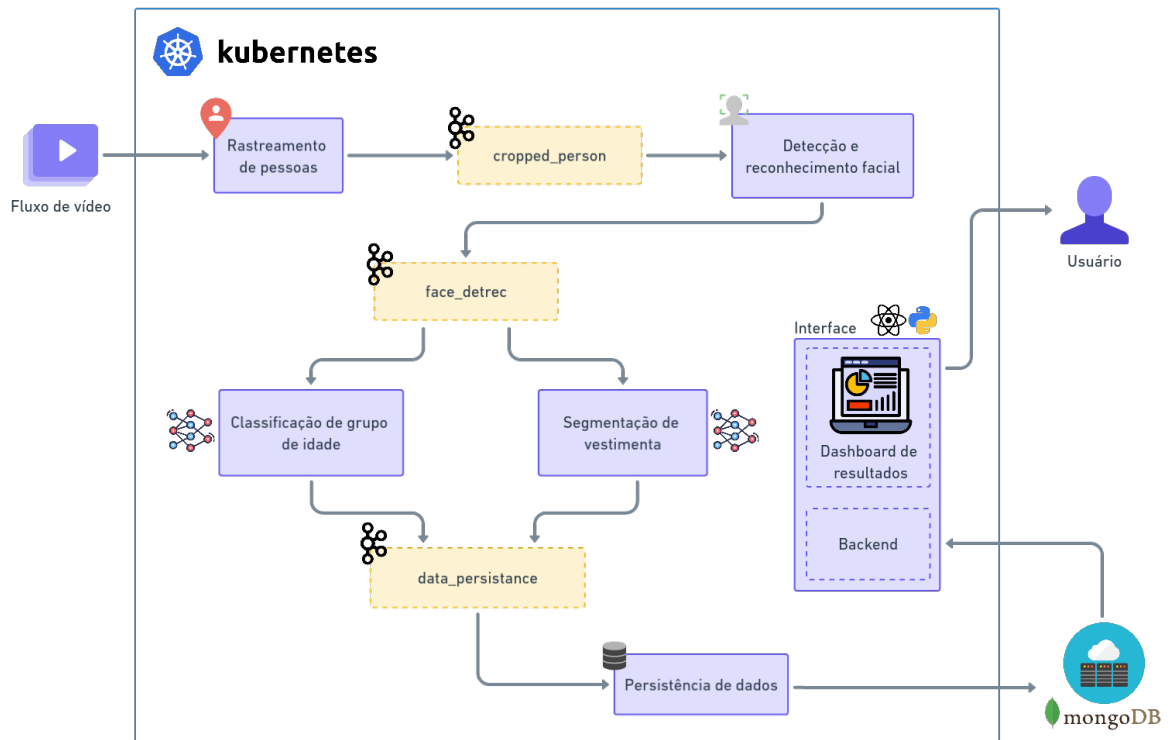 kubernetes
Fluxo de vídeo
Rastreamento
de pessoas
cropped_person
Detecção e
reconhecimento facial
Usuário
face_detrec
Interface
Classificação de grupo
de idade
Segmentação de
vestimenta
Dashboard de
resultados
Backend
data_persistance
Persistência de dados
mongoDB